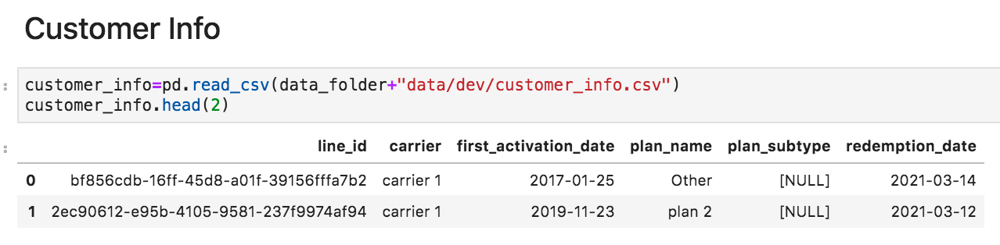 Customer Info
customer_info=pd.read_csv(data_folder+"data/dev/customer_info.csv")
customer_info.head(2)
line_id carrier first_activation_date plan_name plan_subtype redemption_date
0 bf856cdb-16ff-45d8-a01f-39156fffa7b2 carrier 1 2017-01-25 Other [NULL] 2021-03-14
1 2ec90612-e95b-4105-9581-237f9974af94 carrier 1 2019-11-23 plan 2 [NULL] 2021-03-12